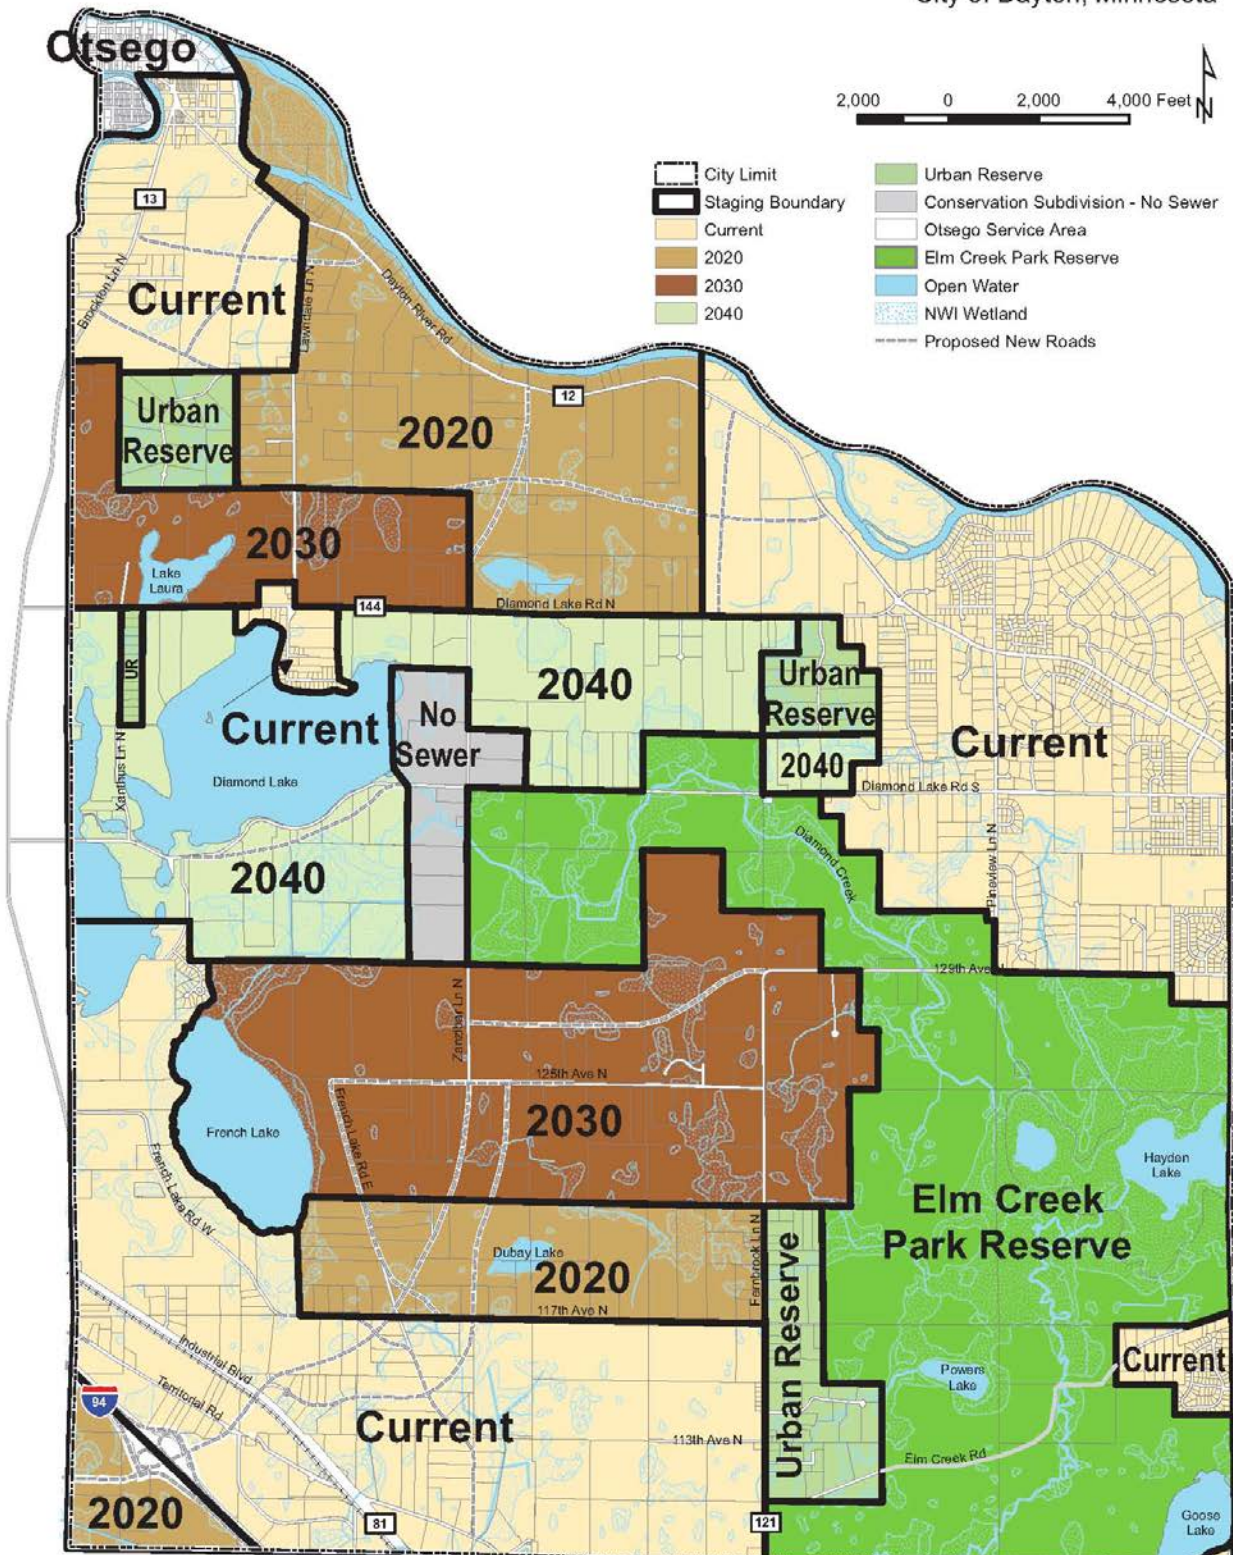 City of Dayton, Minnesota
Otsego
2,000 0 2,000 4,000 Feet
N
City Limit
Staging Boundary
Current
2020
2030
2040
Urban Reserve
Conservation Subdivision - No Sewer
Otsego Service Area
Elm Creek Park Reserve
Open Water
NWI Wetland
Proposed New Roads
13
Brockton Ln N
Current
Lawndale Ln N
Dayton River Rd
12
Urban
Reserve
2020
2030
Lake
Laura
144
Diamond Lake Rd N
UR
2040
Urban
Reserve
Current
No
Sewer
Current
2040
Xanthus Ln N
Diamond Lake
Diamond Lake Rd S
Diamond Creek
Pineview Ln N
2040
129th Ave
Zanzibar Ln N
125th Ave N
French Lake Rd E
2030
French Lake
Hayden
Lake
French Lake Rd W
Elm Creek
Park Reserve
Dubay Lake
2020
Fernbrook Ln N
117th Ave N
Urban Reserve
Industrial Blvd
Territorial Rd
Powers
Lake
Current
94
Current
113th Ave N
Elm Creek Rd
2020
81
121
Goose
Lake